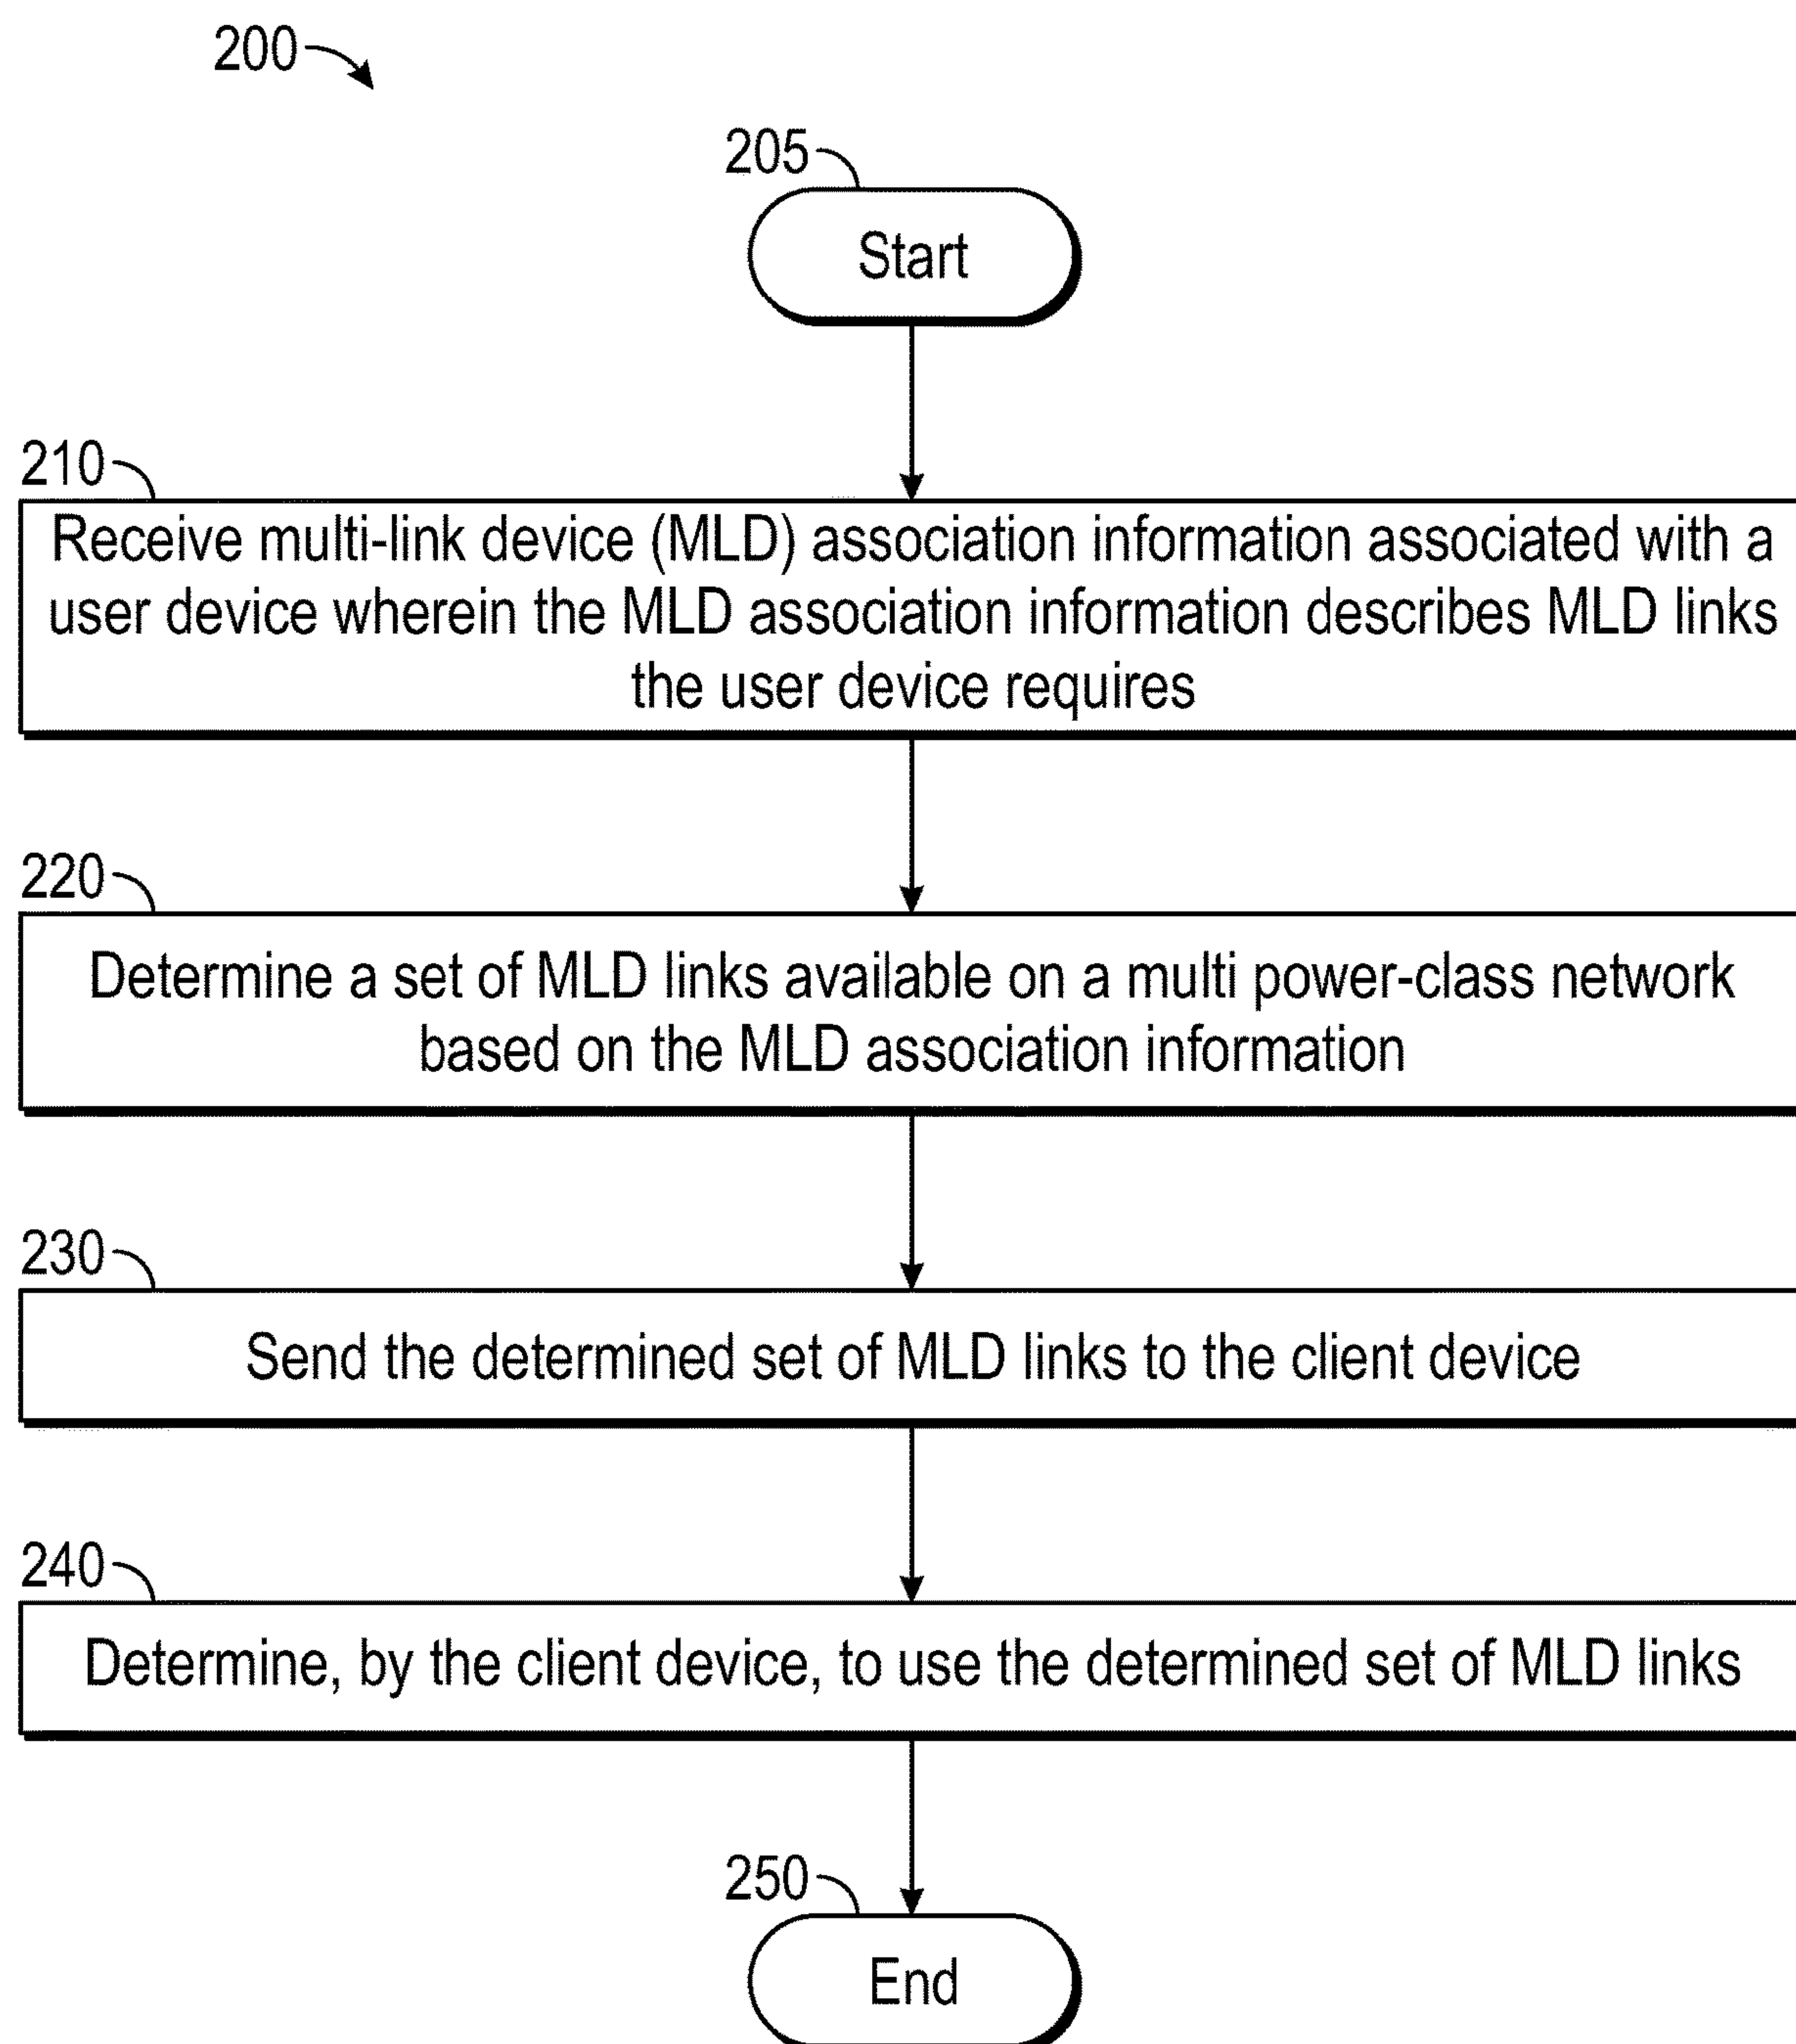 200
205
Start
210
Receive multi-link device (MLD) association information associated with a
user device wherein the MLD association information describes MLD links
the user device requires
220
Determine a set of MLD links available on a multi power-class network
based on the MLD association information
230
Send the determined set of MLD links to the client device
240
Determine, by the client device, to use the determined set of MLD links
250
End